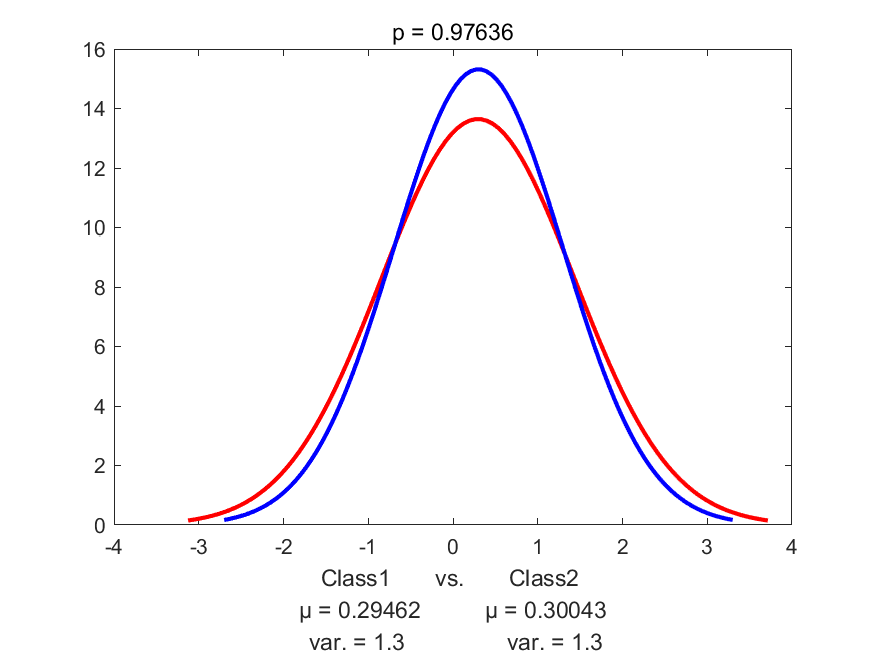 p = 0.97636
16
14
12
10
8
6
4
2
0
-4 -3 -2 -1 0 1 2 3 4
Class1 vs. Class2
μ = 0.29462 μ = 0.30043
var. = 1.3 var. = 1.3